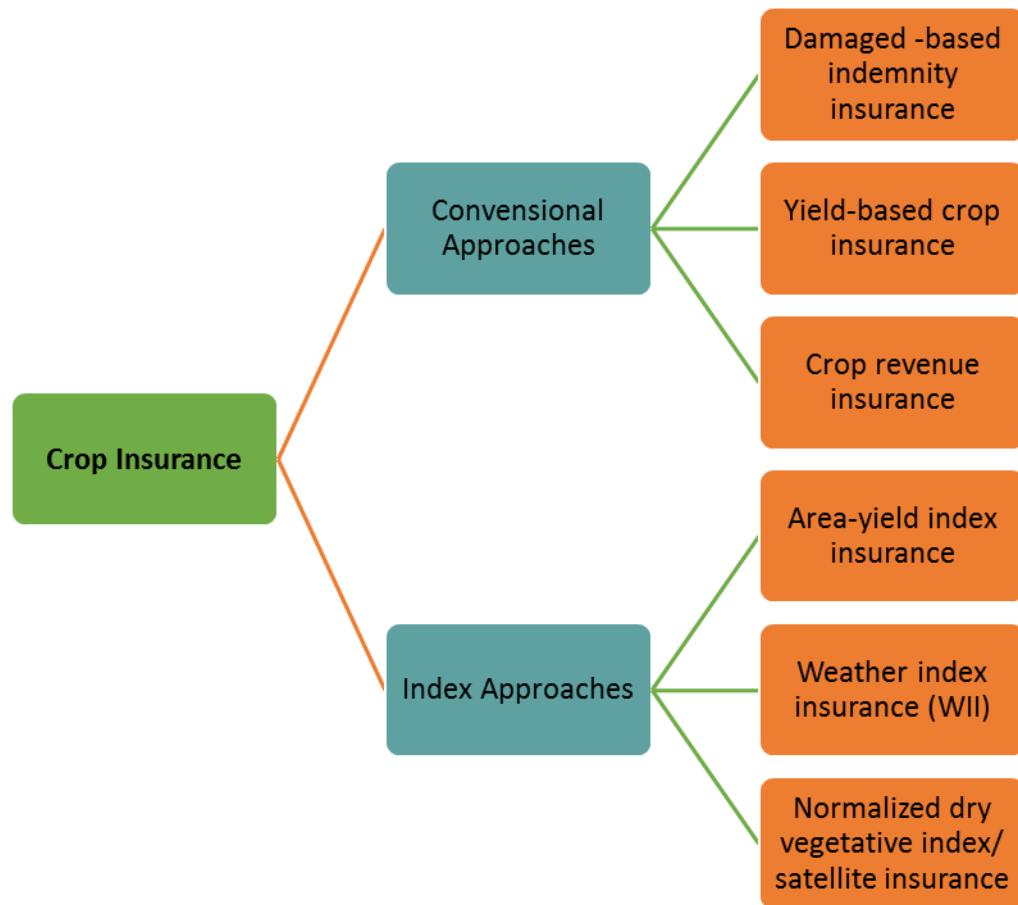 Damaged -based
indemnity
insurance
Convensional
Approaches
Yield-based crop
insurance
Crop revenue
insurance
Crop Insurance
Area-yield index
insurance
Index Approaches
Weather index
insurance (WII)
Normalized dry
vegetative index/
satellite insurance